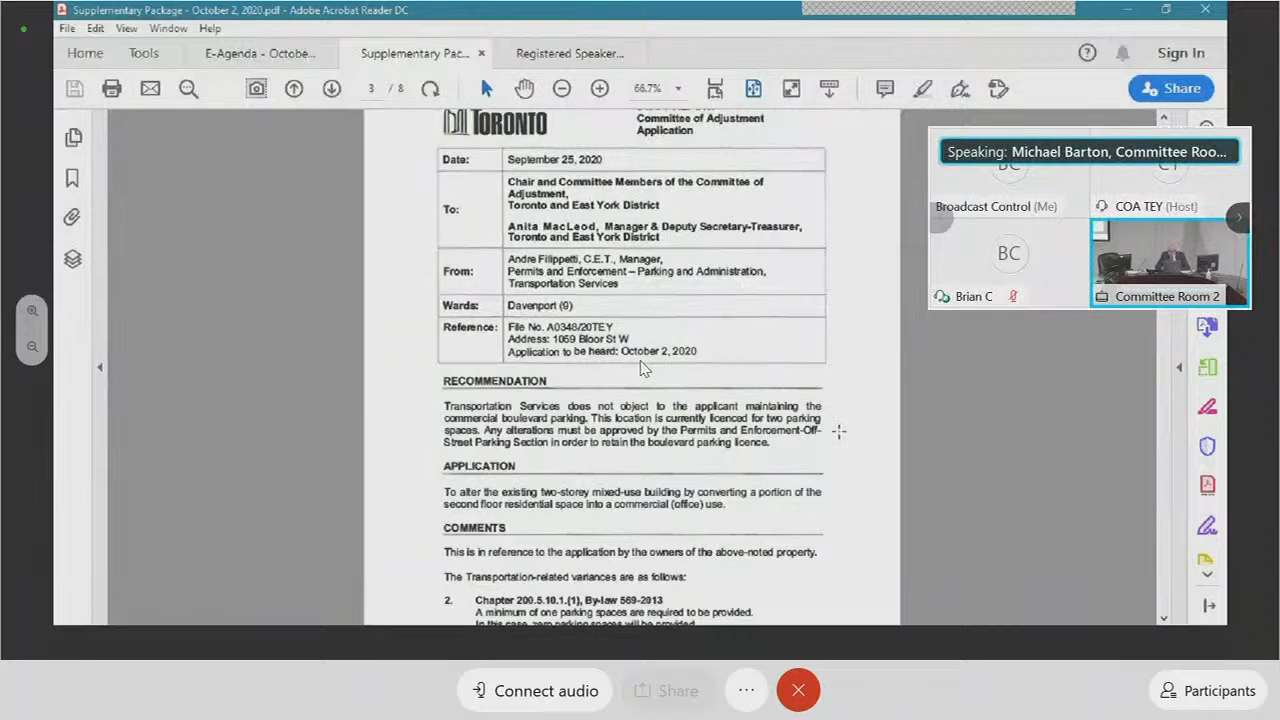 Supplementary Package - October 2, 2020.pdf - Adobe Acrobat Reader DC
File Edit View Window Help
Home Tools E-Agenda - Octobe... Supplementary Pac... × Registered Speaker... Sign In
3 / 8 66.7% Share
TORONTO
Committee of Adjustment
Application
Date: September 25, 2020
To: Chair and Committee Members of the Committee of
Adjustment,
Toronto and East York District
Anita MacLeod, Manager & Deputy Secretary-Treasurer,
Toronto and East York District
From: Andre Filippetti, C.E.T., Manager,
Permits and Enforcement – Parking and Administration,
Transportation Services
Wards: Davenport (9)
Reference: File No. A0348/20TEY
Address: 1059 Bloor St W
Application to be heard: October 2, 2020
RECOMMENDATION
Transportation Services does not object to the applicant maintaining the
commercial boulevard parking. This location is currently licenced for two parking
spaces. Any alterations must be approved by the Permits and Enforcement-Off-
Street Parking Section in order to retain the boulevard parking licence.
APPLICATION
To alter the existing two-storey mixed-use building by converting a portion of the
second floor residential space into a commercial (office) use.
COMMENTS
This is in reference to the application by the owners of the above-noted property.
The Transportation-related variances are as follows:
2. Chapter 200.5.10.1.(1), By-law 569-2013
A minimum of one parking spaces are required to be provided.
In this case, zero parking spaces will be provided.
Speaking: Michael Barton, Committee Roo...
BC CT
Broadcast Control (Me) COA TEY (Host)
BC
Brian C Committee Room 2
Connect audio Share ... Participants